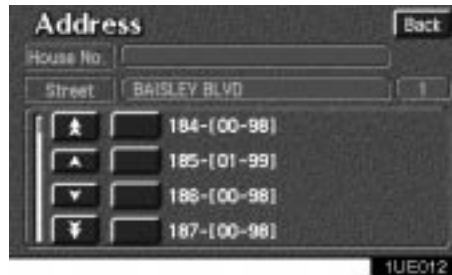 Address Back
House No.
Street BAISLEY BLVD 1
184-[00-98]
185-[01-99]
186-[00-98]
187-[00-98]
1UE012